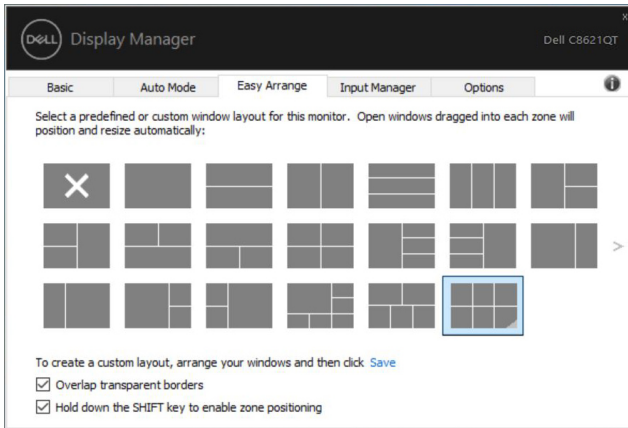 x
DELL Display Manager
Dell C8621QT
Basic Auto Mode Easy Arrange Input Manager Options
Select a predefined or custom window layout for this monitor. Open windows dragged into each zone will
position and resize automatically:
>
To create a custom layout, arrange your windows and then click Save
Overlap transparent borders
Hold down the SHIFT key to enable zone positioning